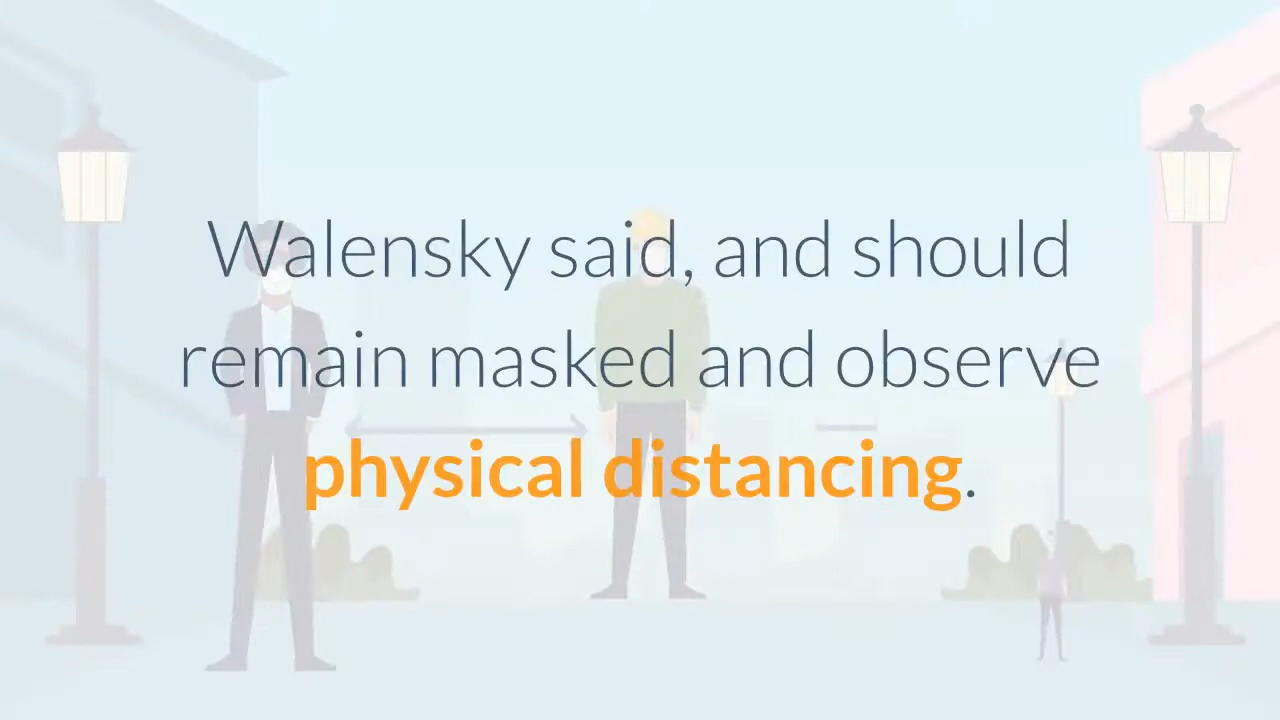 Walensky said, and should
remain masked and observe
physical distancing.